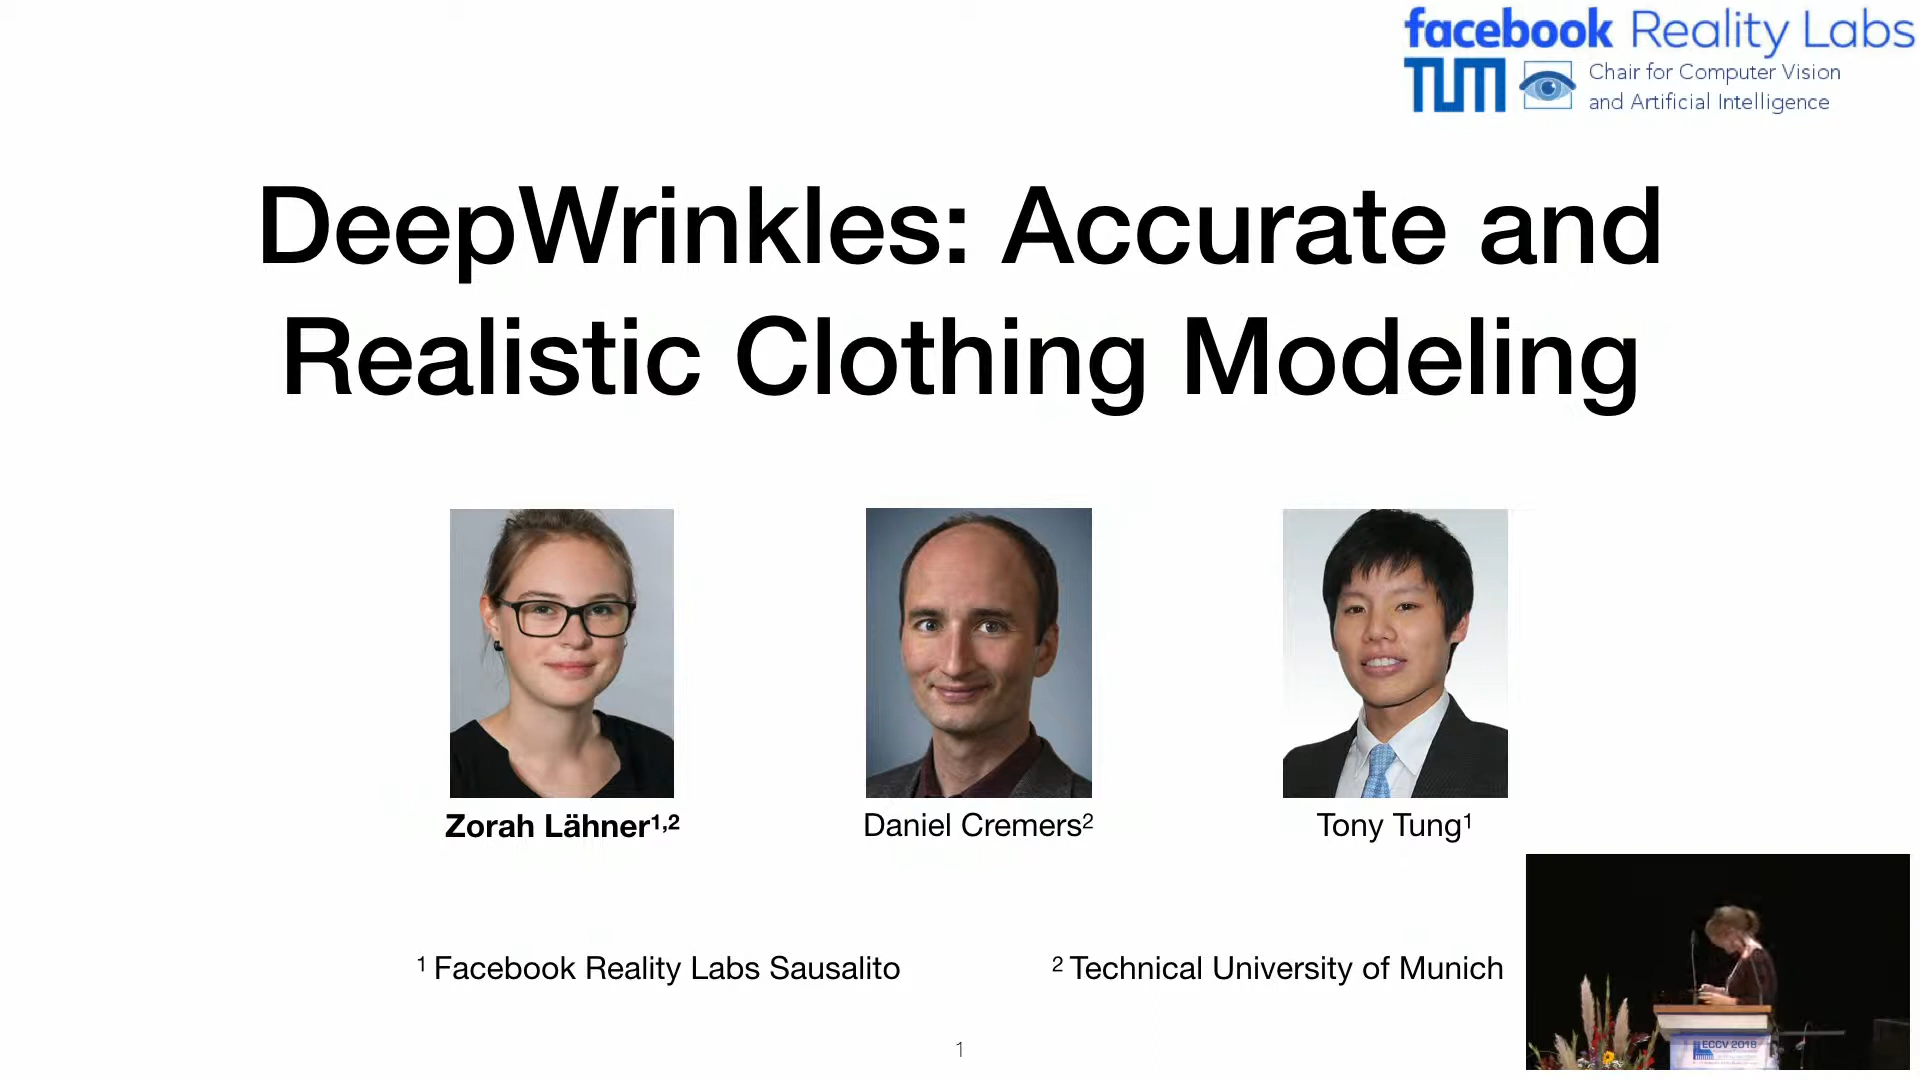 facebook Reality Labs
TUM
Chair for Computer Vision
and Artificial Intelligence
DeepWrinkles: Accurate and
Realistic Clothing Modeling
Zorah Lähner¹,²
Daniel Cremers²
Tony Tung¹
¹ Facebook Reality Labs Sausalito
² Technical University of Munich
ECCV 2018
1